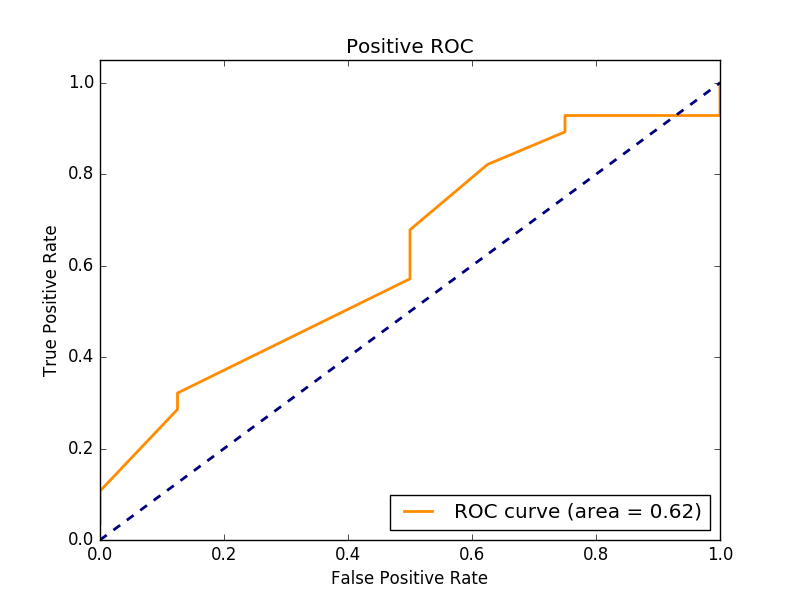 Positive ROC
True Positive Rate
1.0
0.8
0.6
0.4
0.2
0.0
0.0 0.2 0.4 0.6 0.8 1.0
False Positive Rate
ROC curve (area = 0.62)